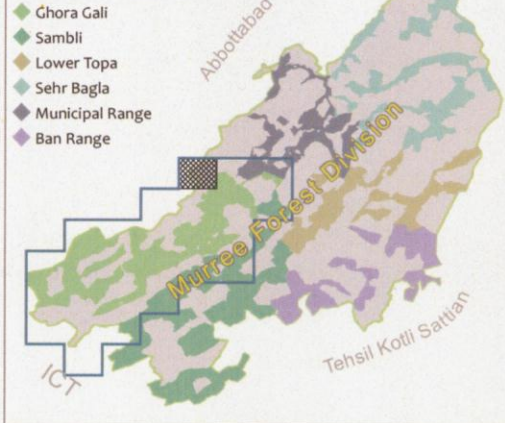 Ghora Gali
Sambli
Lower Topa
Sehr Bagla
Municipal Range
Ban Range
Abbottabad
Murree Forest Division
Tehsil Kotli Sattian
ICT